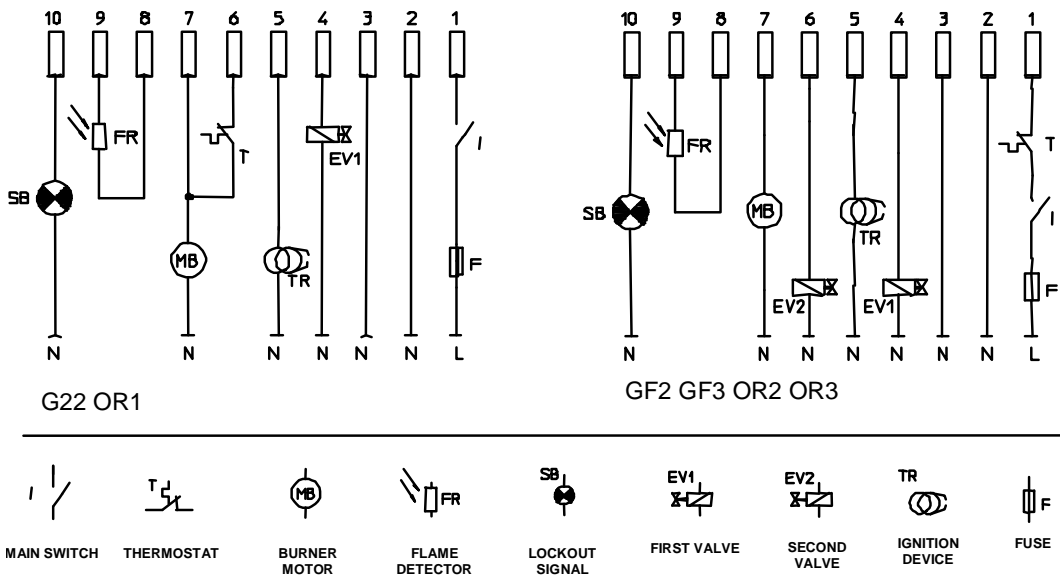 10 9 8 7 6 5 4 3 2 1
FR T EV1 I
SB MB TR F
N N N N N N L
G22 OR1
10 9 8 7 6 5 4 3 2 1
FR T
SB MB TR I
EV2 EV1 F
N N N N N N N L
GF2 GF3 OR2 OR3
I T MB FR SB EV1 EV2 TR F
MAIN SWITCH THERMOSTAT BURNER MOTOR FLAME DETECTOR LOCKOUT SIGNAL FIRST VALVE SECOND VALVE IGNITION DEVICE FUSE